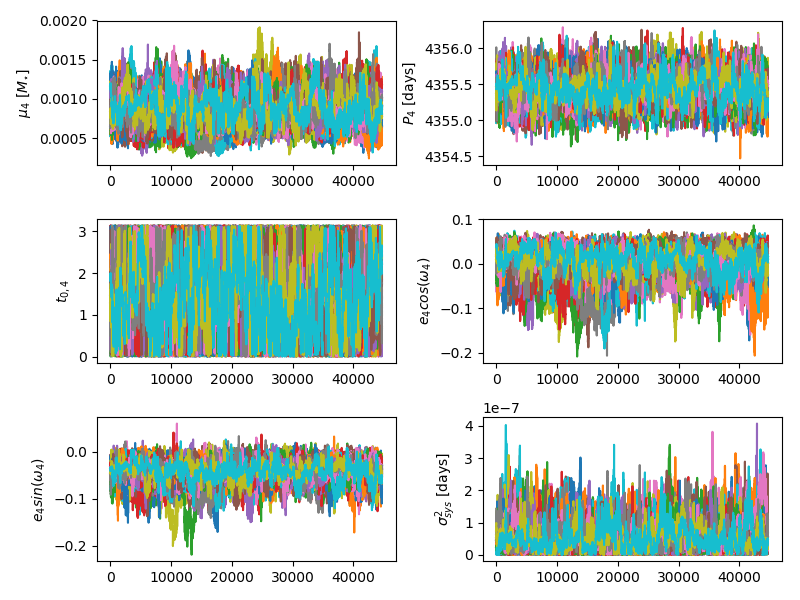 0.0020
0.0015
0.0010
0.0005
μ₄ [M⋆]
0 10000 20000 30000 40000
4356.0
4355.5
4355.0
4354.5
P₄ [days]
0 10000 20000 30000 40000
3
2
1
0
t₀,₄
0 10000 20000 30000 40000
0.1
0.0
−0.1
−0.2
e₄cos(ω₄)
0 10000 20000 30000 40000
0.0
−0.1
−0.2
e₄sin(ω₄)
0 10000 20000 30000 40000
1e−7
4
3
2
1
0
σ²sys [days]
0 10000 20000 30000 40000